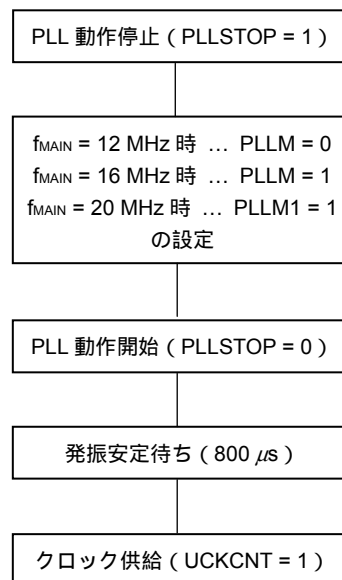 PLL 動作停止（PLLSTOP = 1）
fMAIN = 12 MHz 時 … PLLM = 0
fMAIN = 16 MHz 時 … PLLM = 1
fMAIN = 20 MHz 時 … PLLM1 = 1
の設定
PLL 動作開始（PLLSTOP = 0）
発振安定待ち（800 μs）
クロック供給（UCKCNT = 1）